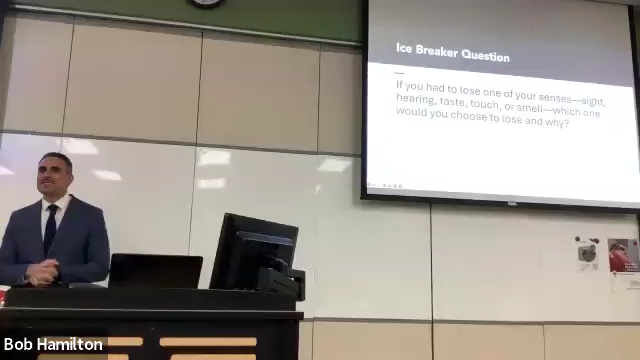 Ice Breaker Question
If you had to lose one of your senses—sight,
hearing, taste, touch, or smell—which one
would you choose to lose and why?
Bob Hamilton